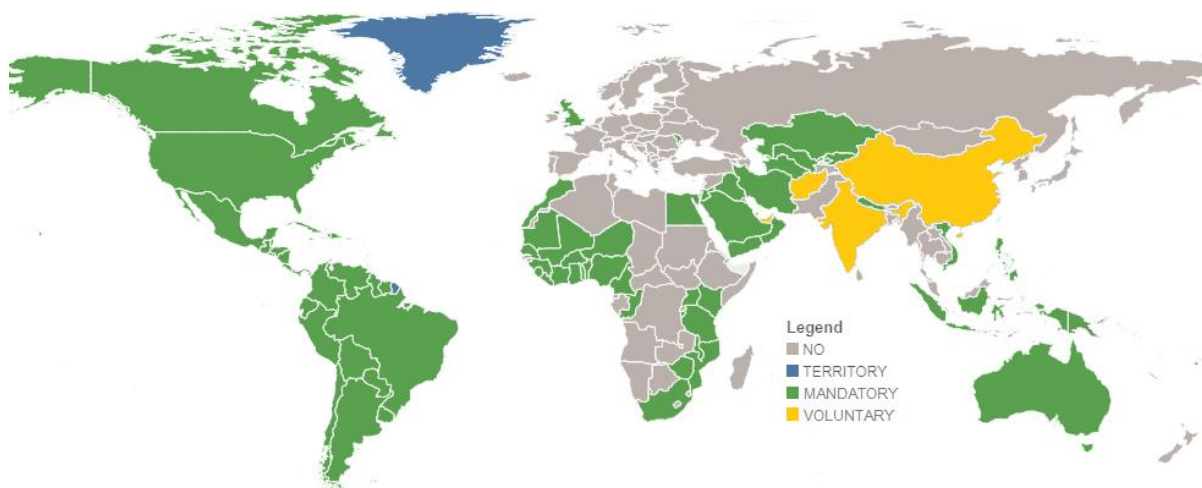 Legend
NO
TERRITORY
MANDATORY
VOLUNTARY